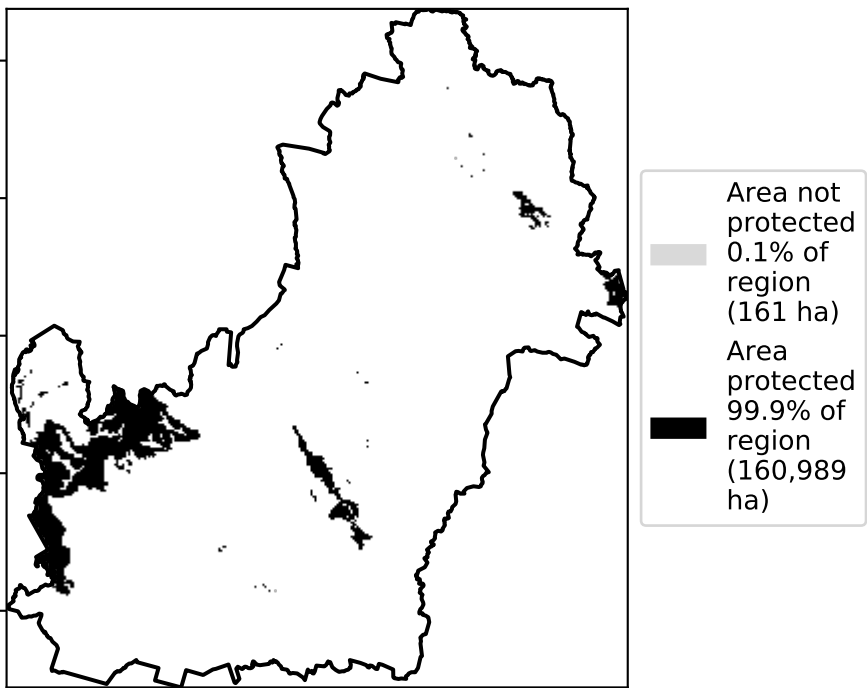 Area not
protected
0.1% of
region
(161 ha)
Area
protected
99.9% of
region
(160,989
ha)